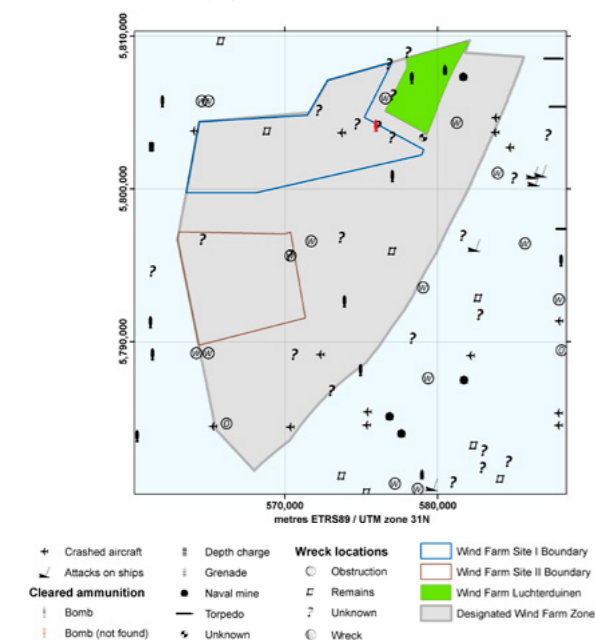 5,810,000
5,800,000
5,790,000
570,000 580,000
metres ETRS89 / UTM zone 31N
Crashed aircraft
Attacks on ships
Cleared ammunition
Bomb
Bomb (not found)
Depth charge
Grenade
Naval mine
Torpedo
Unknown
Wreck locations
Obstruction
Remains
? Unknown
Wreck
Wind Farm Site I Boundary
Wind Farm Site II Boundary
Wind Farm Luchterduinen
Designated Wind Farm Zone